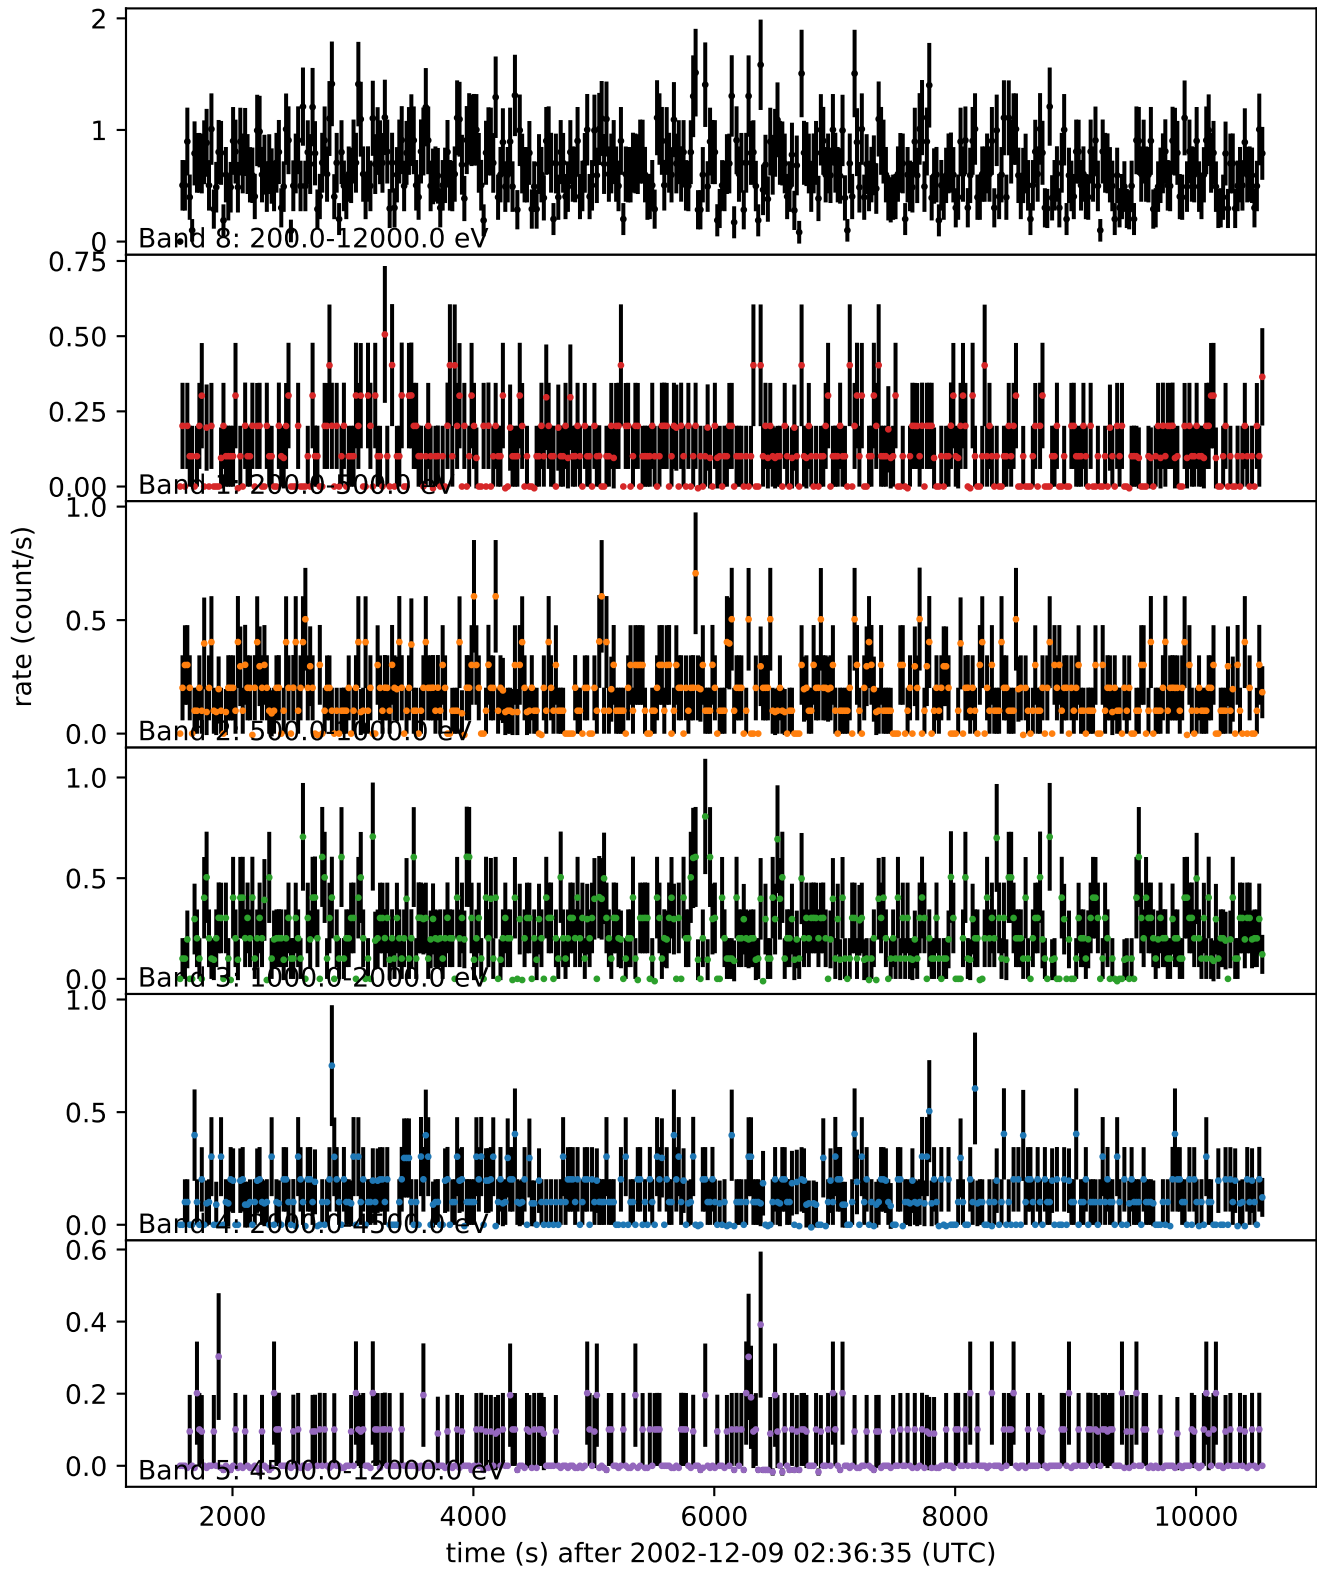 2
1
0
Band 8: 200.0-12000.0 eV
0.75
0.50
0.25
0.00
Band 1: 200.0-500.0 eV
1.0
0.5
0.0
Band 2: 500.0-1000.0 eV
rate (count/s)
1.0
0.5
0.0
Band 3: 1000.0-2000.0 eV
1.0
0.5
0.0
Band 4: 2000.0-4500.0 eV
0.6
0.4
0.2
0.0
Band 5: 4500.0-12000.0 eV
2000 4000 6000 8000 10000
time (s) after 2002-12-09 02:36:35 (UTC)